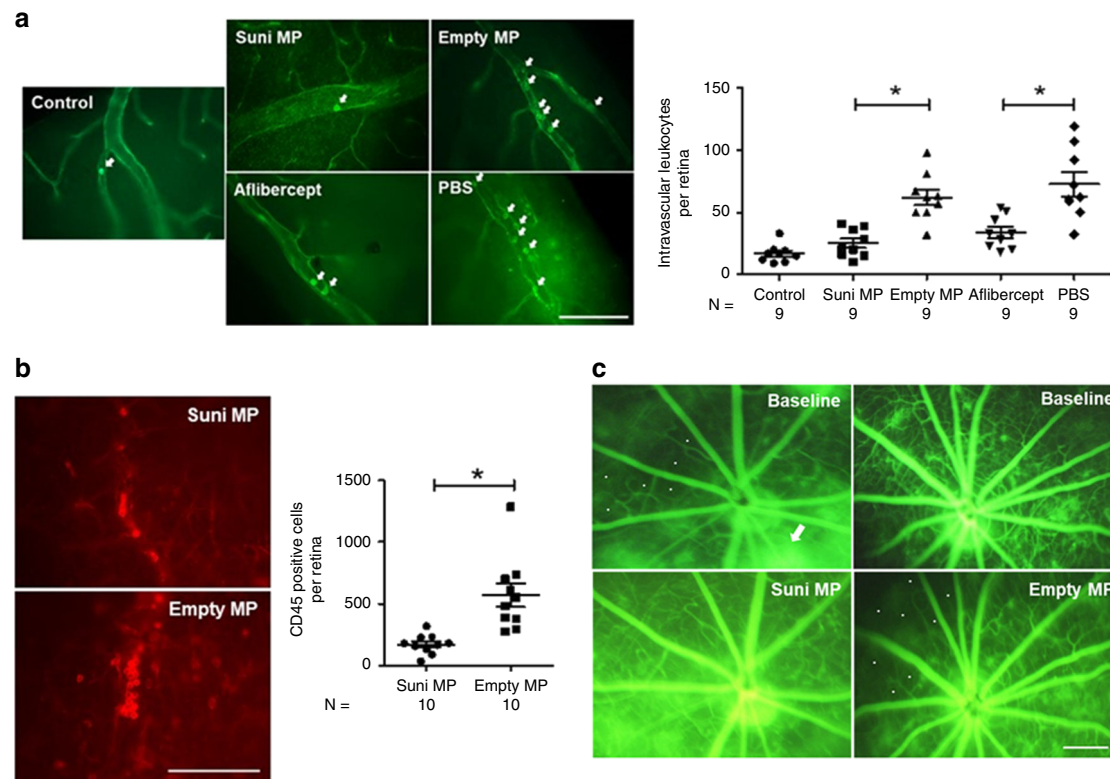 a
Control
Suni MP
Empty MP
Aflibercept
PBS
Intravascular leukocytes
per retina
150
100
50
0
*
*
Control
Suni MP
Empty MP
Aflibercept
PBS
N =
9
9
9
9
9
b
Suni MP
Empty MP
CD45 positive cells
per retina
1500
1000
500
0
*
Suni MP
Empty MP
N =
10
10
c
Baseline
Baseline
Suni MP
Empty MP